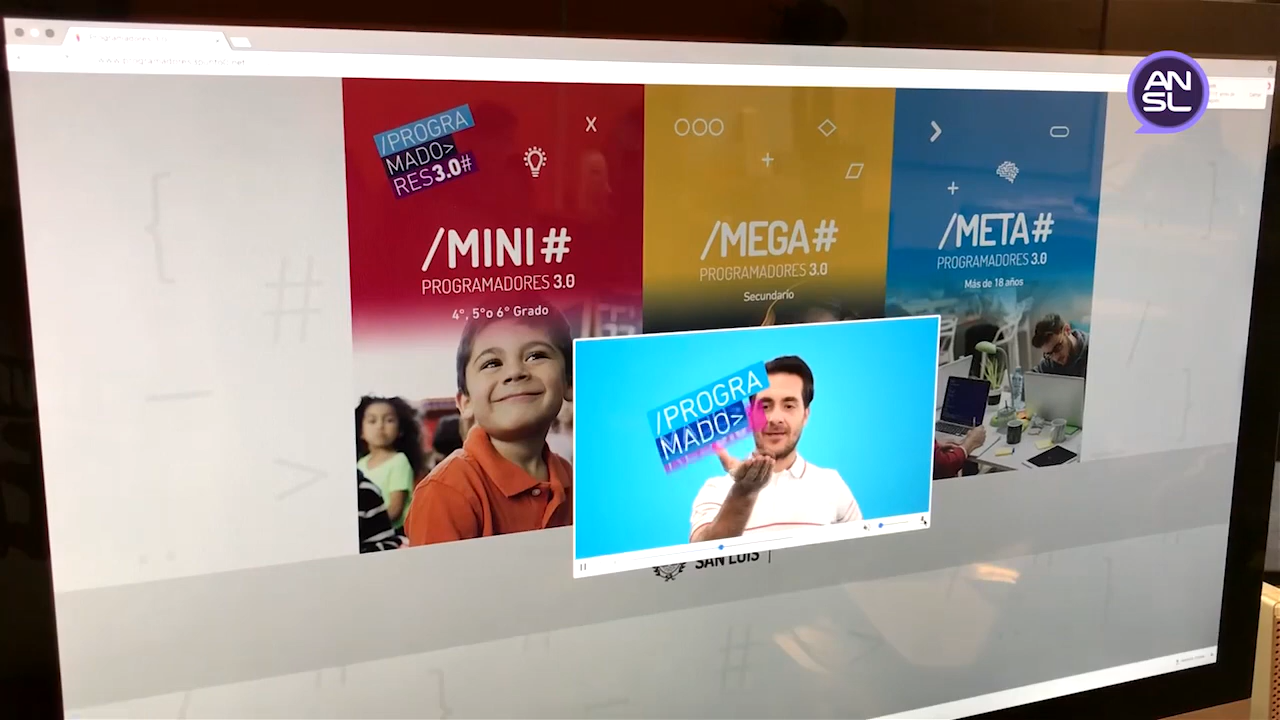 AN
SL
/PROGRA
MADO>
RES3.0#
X
/MINI#
PROGRAMADORES 3.0
4°, 5°o 6° Grado
/MEGA#
PROGRAMADORES 3.0
Secundario
/META#
PROGRAMADORES 3.0
Más de 18 años
/PROGRA
MADO>
SAN LUIS